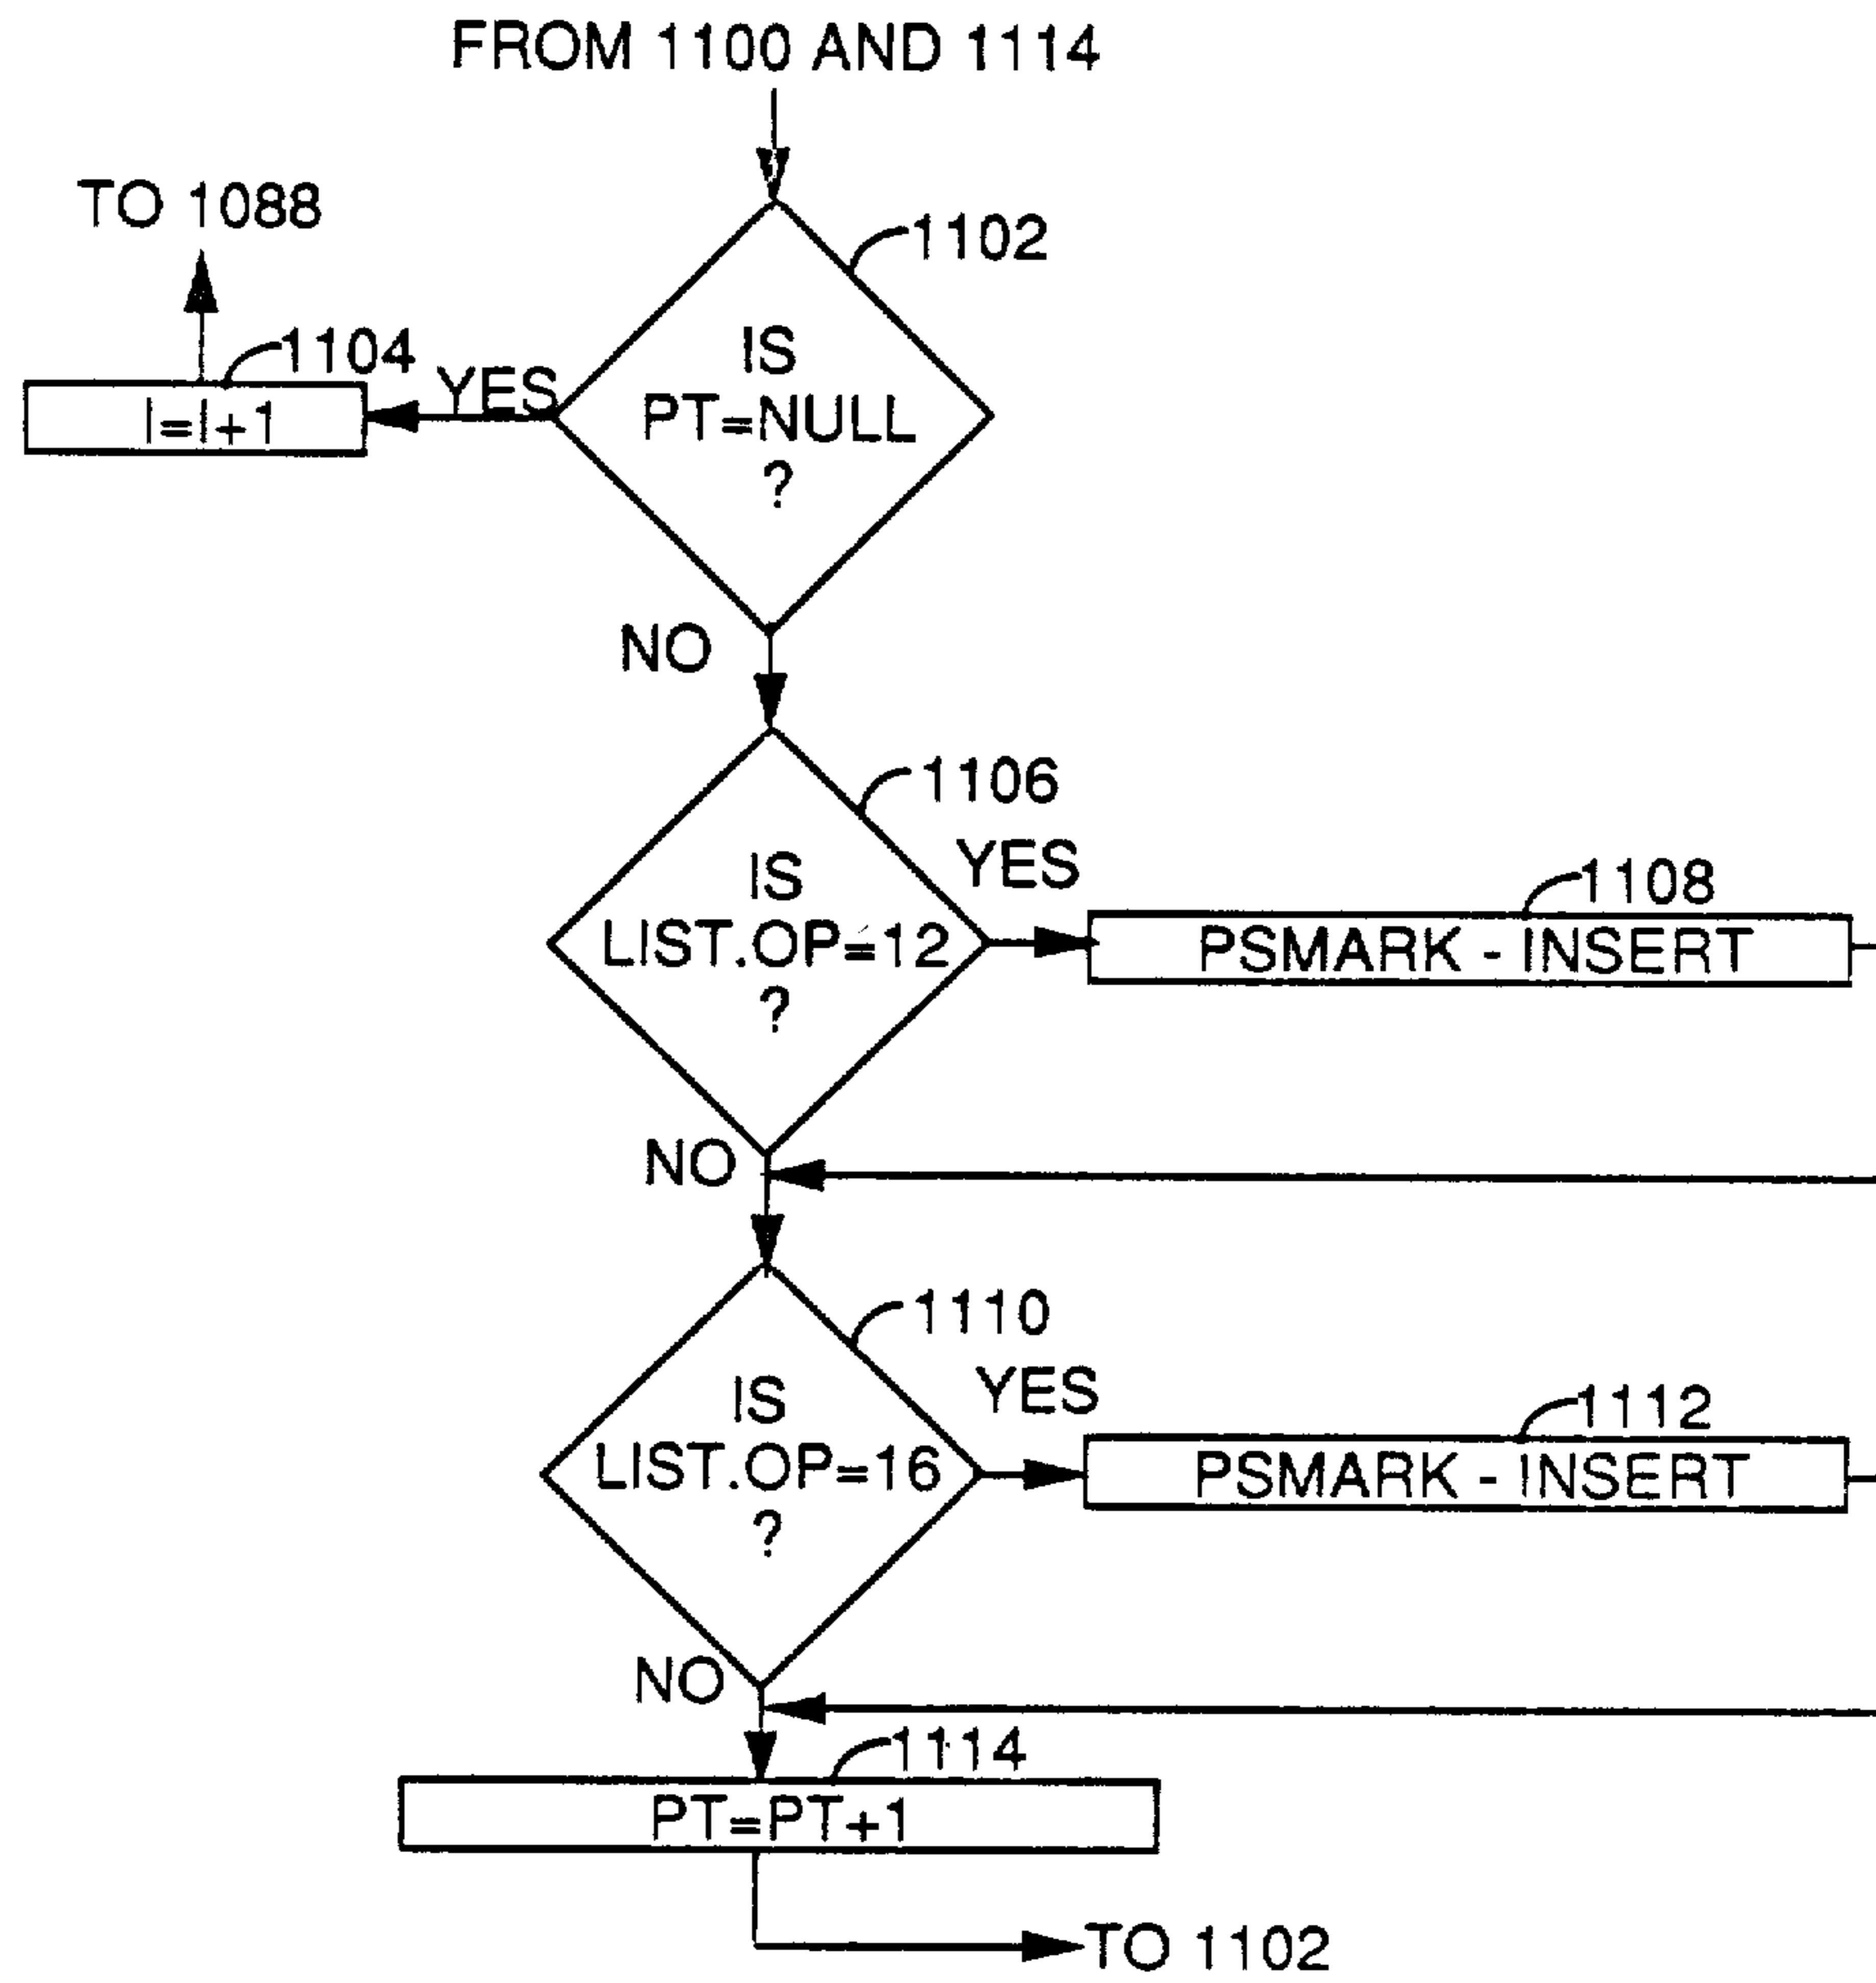 FROM 1100 AND 1114
TO 1088
1102
1104
YES
I=I+1
IS
PT=NULL
?
NO
1106
YES
IS
LIST.OP=12
?
1108
PSMARK - INSERT
NO
1110
YES
IS
LIST.OP=16
?
1112
PSMARK - INSERT
NO
1114
PT=PT+1
TO 1102